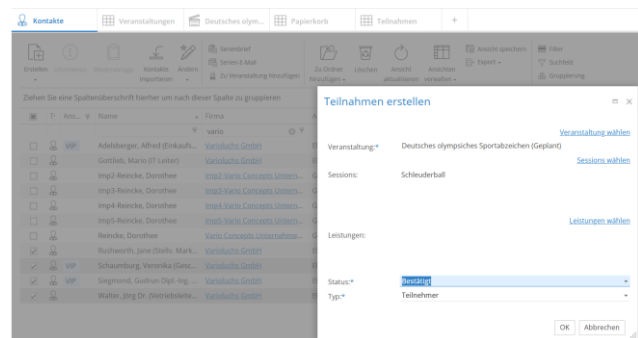 Kontakte
Veranstaltungen
Deutsches olym...
Papierkorb
Teilnahmen
+
Erstellen
Kontakte importieren
Ändern
Serienbrief
Serien-E-Mail
Zu Veranstaltung hinzufügen
Zu Ordner hinzufügen
Löschen
Ansicht aktualisieren
Ansichten verwalten
Ansicht speichern
Export
Filter
Suchfeld
Gruppierung
Ziehen Sie eine Spaltenüberschrift hierher um nach dieser Spalte zu gruppieren
Ans...
Name
Firma
vario
VIP Adelsberger, Alfred (Einkaufs... Varioluchs GmbH
Gottlieb, Mario (IT Leiter) Varioluchs GmbH
Imp2-Reincke, Dorothee Imp2-Vario Concepts Untern...
Imp3-Reincke, Dorothee Imp3-Vario Concepts Untern...
Imp4-Reincke, Dorothee Imp4-Vario Concepts Untern...
Imp5-Reincke, Dorothee Imp5-Vario Concepts Untern...
Reincke, Dorothee Vario Concepts Unternehme...
Rushworth, Jane (Stellv. Mark... Varioluchs GmbH
VIP Schaumburg, Veronika (Gesc... Varioluchs GmbH
VIP Siegmond, Gudrun Dipl.-Ing. ... Varioluchs GmbH
Walter, Jörg Dr. (Vertriebsleite... Varioluchs GmbH
Teilnahmen erstellen
Veranstaltung wählen
Veranstaltung:* Deutsches olympsiches Sportabzeichen (Geplant)
Sessions wählen
Sessions: Schleuderball
Leistungen wählen
Leistungen:
Status:* Bestätigt
Typ:* Teilnehmer
OK Abbrechen